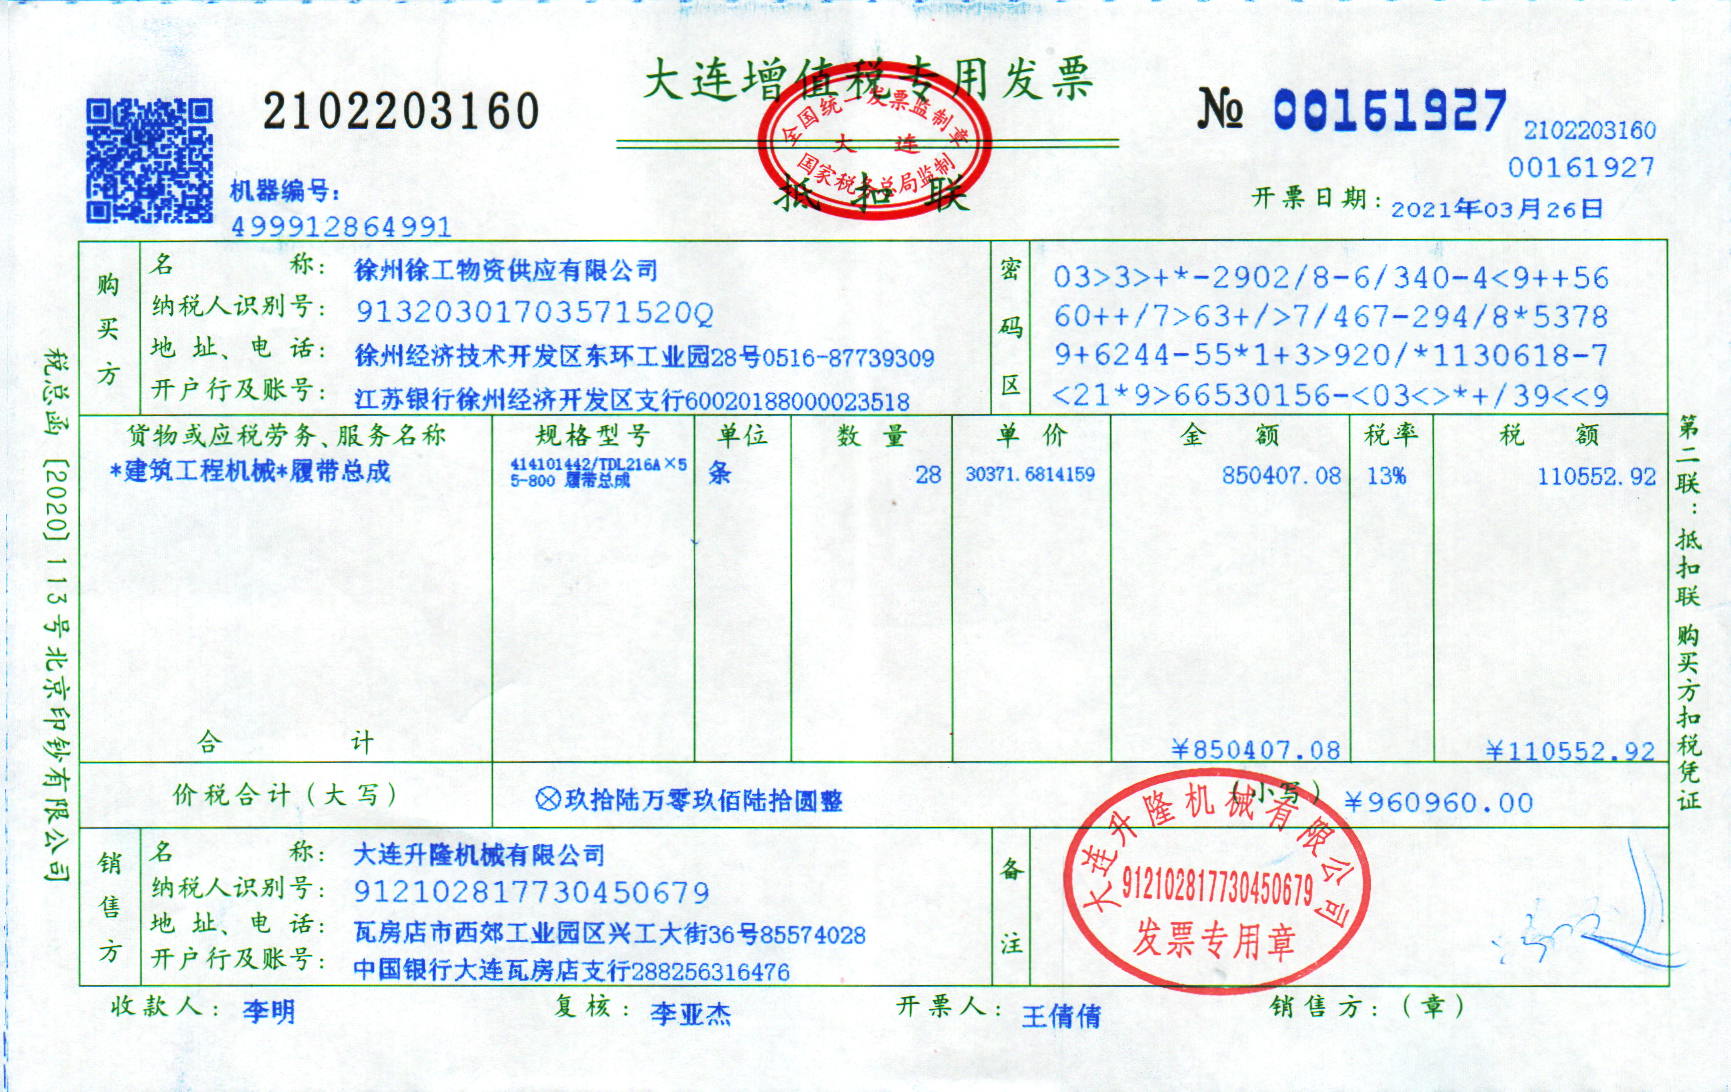 大连增值税专用发票
2102203160
№ 00161927
2102203160
00161927
全国统一发票监制章
大连
国家税务总局监制
抵扣联
机器编号:
499912864991
开票日期: 2021年03月26日
购买方
名称: 徐州徐工物资供应有限公司
纳税人识别号: 91320301703571520Q
地址、电话: 徐州经济技术开发区东环工业园28号0516-87739309
开户行及账号: 江苏银行徐州经济开发区支行60020188000023518
密码区
03>3>+*-2902/8-6/340-4<9++56
60++/7>63+/>7/467-294/8*5378
9+6244-55*1+3>920/*1130618-7
<21*9>66530156-<03<>*+/39<<9
货物或应税劳务、服务名称 规格型号 单位 数量 单价 金额 税率 税额
*建筑工程机械*履带总成 414101442/TDL216A×5 条 28 30371.6814159 850407.08 13% 110552.92
5-800 履带总成
合计 ¥850407.08 ¥110552.92
价税合计(大写) ⊗玖拾陆万零玖佰陆拾圆整 (小写) ¥960960.00
销售方
名称: 大连升隆机械有限公司
纳税人识别号: 912102817730450679
地址、电话: 瓦房店市西郊工业园区兴工大街36号85574028
开户行及账号: 中国银行大连瓦房店支行288256316476
备注
大连升隆机械有限公司
912102817730450679
发票专用章
收款人: 李明 复核: 李亚杰 开票人: 王倩倩 销售方:(章)
税总函〔2020〕113号北京印钞有限公司
第二联:抵扣联 购买方扣税凭证